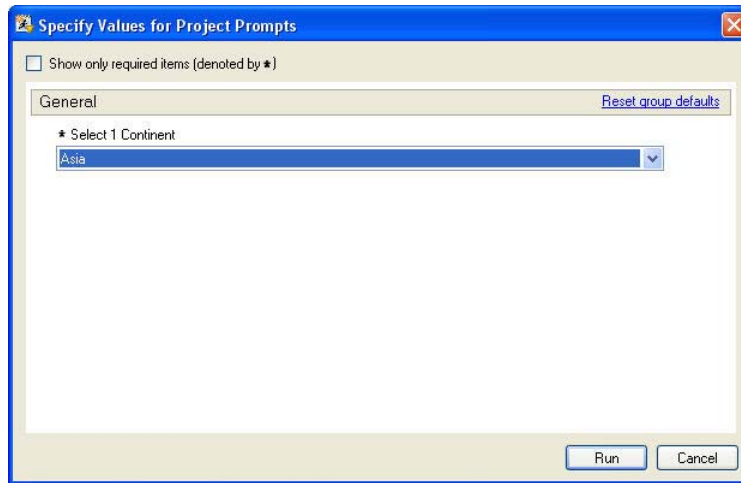 Specify Values for Project Prompts
Show only required items (denoted by *)
General
Reset group defaults
* Select 1 Continent
Asia
Run
Cancel